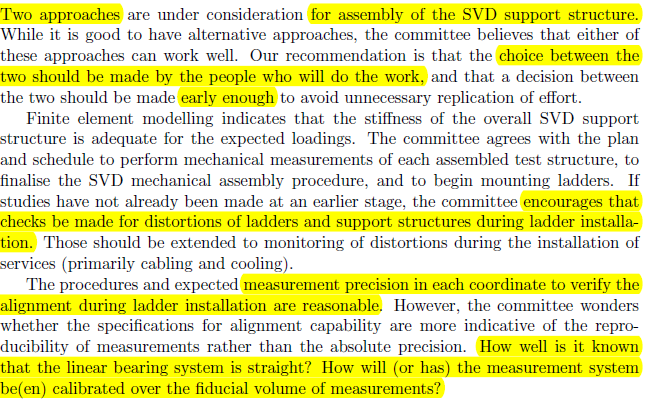 Two approaches are under consideration for assembly of the SVD support structure.
While it is good to have alternative approaches, the committee believes that either of
these approaches can work well. Our recommendation is that the choice between the
two should be made by the people who will do the work, and that a decision between
the two should be made early enough to avoid unnecessary replication of effort.
Finite element modelling indicates that the stiffness of the overall SVD support
structure is adequate for the expected loadings. The committee agrees with the plan
and schedule to perform mechanical measurements of each assembled test structure, to
finalise the SVD mechanical assembly procedure, and to begin mounting ladders. If
studies have not already been made at an earlier stage, the committee encourages that
checks be made for distortions of ladders and support structures during ladder installa-
tion. Those should be extended to monitoring of distortions during the installation of
services (primarily cabling and cooling).
The procedures and expected measurement precision in each coordinate to verify the
alignment during ladder installation are reasonable. However, the committee wonders
whether the specifications for alignment capability are more indicative of the repro-
ducibility of measurements rather than the absolute precision. How well is it known
that the linear bearing system is straight? How will (or has) the measurement system
be(en) calibrated over the fiducial volume of measurements?